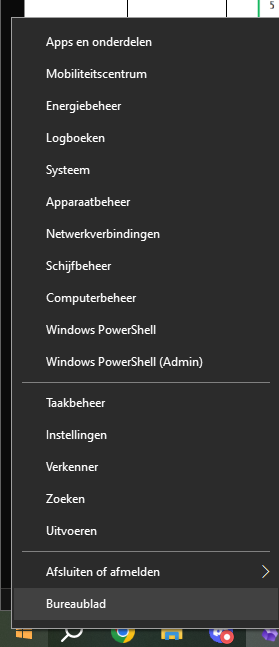 5
Apps en onderdelen
Mobiliteitscentrum
Energiebeheer
Logboeken
Systeem
Apparaatbeheer
Netwerkverbindingen
Schijfbeheer
Computerbeheer
Windows PowerShell
Windows PowerShell (Admin)
Taakbeheer
Instellingen
Verkenner
Zoeken
Uitvoeren
Afsluiten of afmelden
Bureaublad